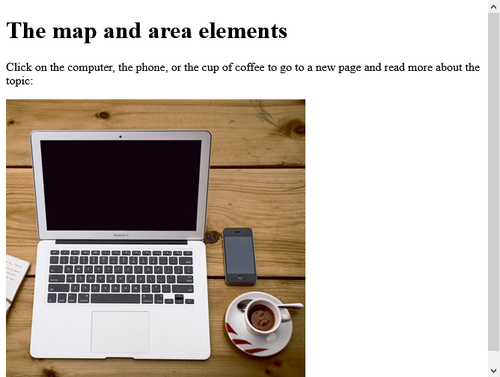 The map and area elements
Click on the computer, the phone, or the cup of coffee to go to a new page and read more about the
topic: